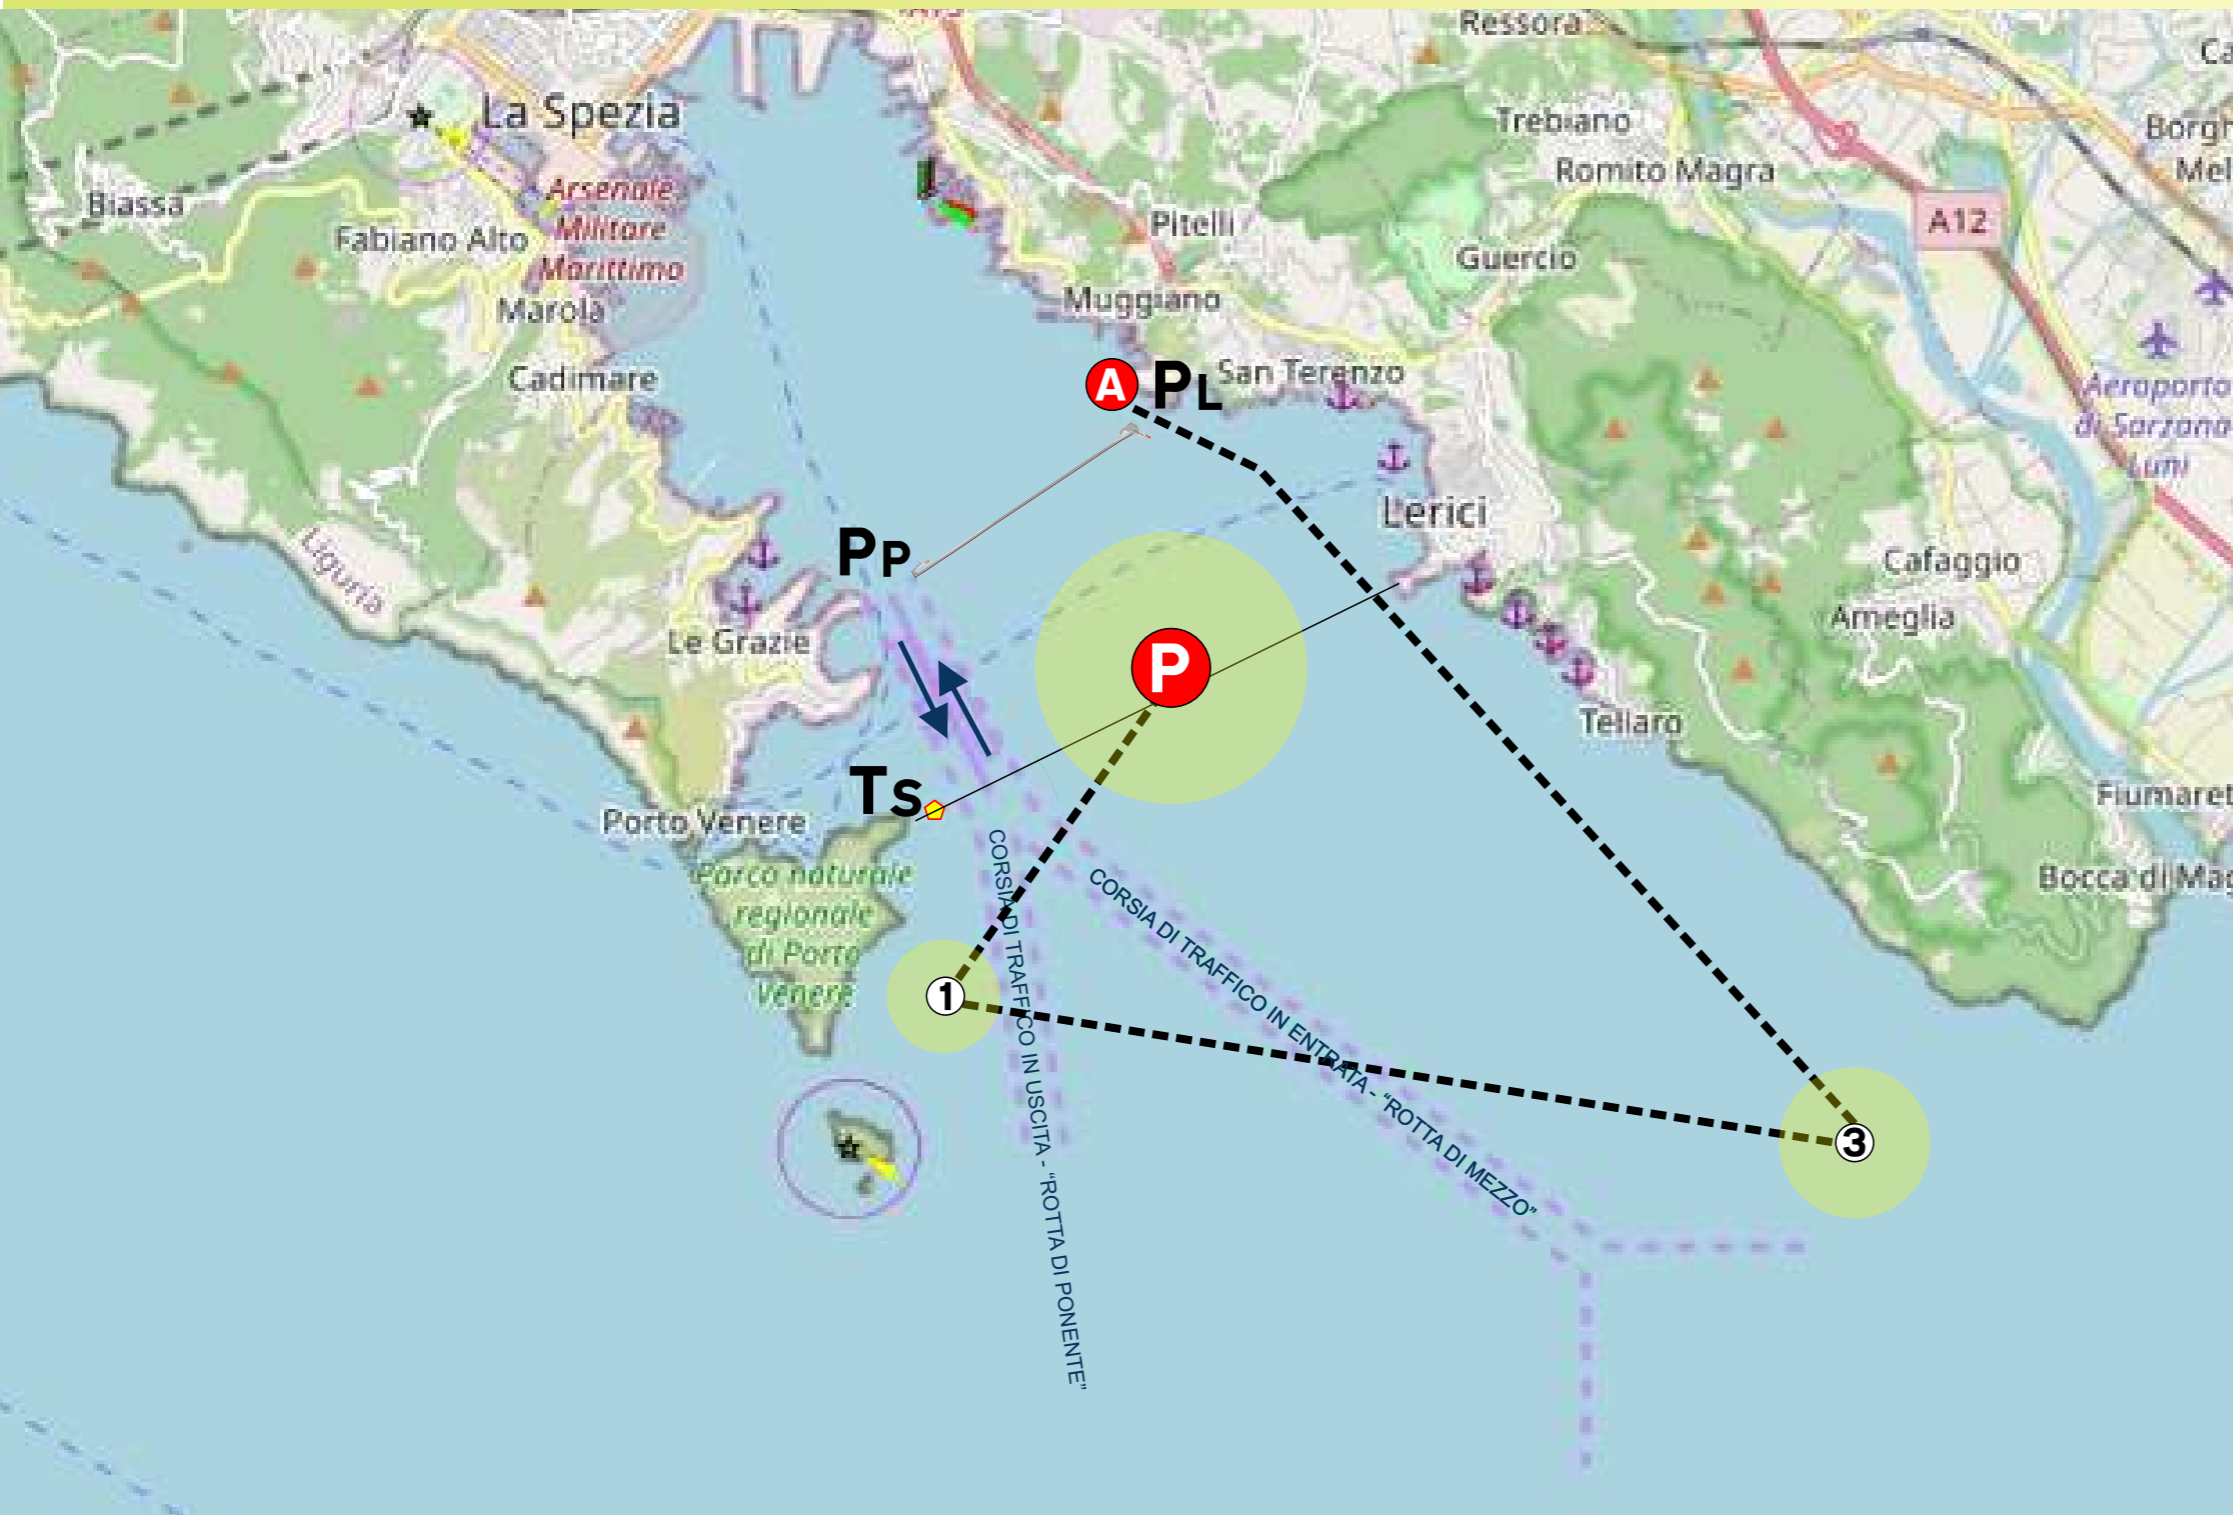 Ressora
La Spezia
Trebiano
Romito Magra
Biassa
Arsenale
Militare
Marittimo
Fabiano Alto
Pitelli
A12
Guercio
Marola
Muggiano
Cadimare
A
PL
San Terenzo
Aeroporto
di Sarzana-
Luni
Lerici
PP
Liguria
Cafaggio
Ameglia
Le Grazie
P
Tellaro
Ts
Porto Venere
Parco naturale
regionale
di Porto
Venere
CORSIA DI TRAFFICO IN USCITA - "ROTTA DI PONENTE"
CORSIA DI TRAFFICO IN ENTRATA - "ROTTA DI MEZZO"
Fiumaret
Bocca di Mag
1
3